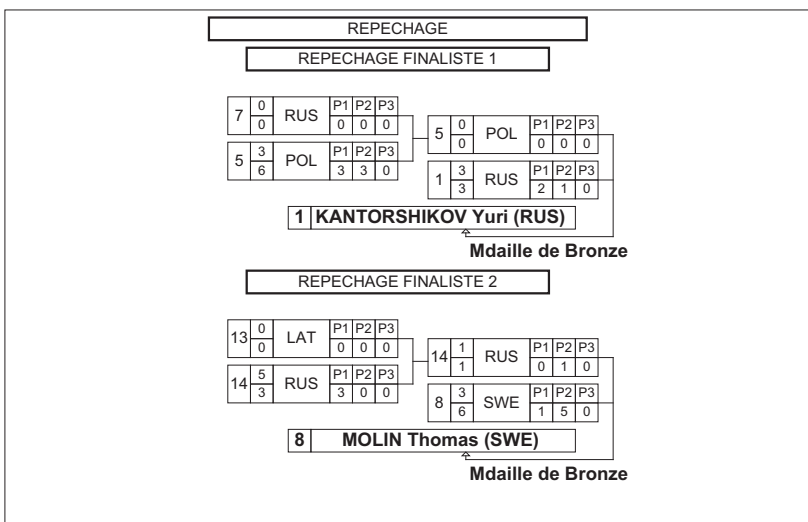 REPECHAGE
REPECHAGE FINALISTE 1
7 0 0 RUS P1 P2 P3 0 0 0
5 3 6 POL P1 P2 P3 3 3 0
5 0 0 POL P1 P2 P3 0 0 0
1 3 3 RUS P1 P2 P3 2 1 0
1 KANTORSHIKOV Yuri (RUS)
Mdaille de Bronze
REPECHAGE FINALISTE 2
13 0 0 LAT P1 P2 P3 0 0 0
14 5 3 RUS P1 P2 P3 3 0 0
14 1 1 RUS P1 P2 P3 0 1 0
8 3 6 SWE P1 P2 P3 1 5 0
8 MOLIN Thomas (SWE)
Mdaille de Bronze